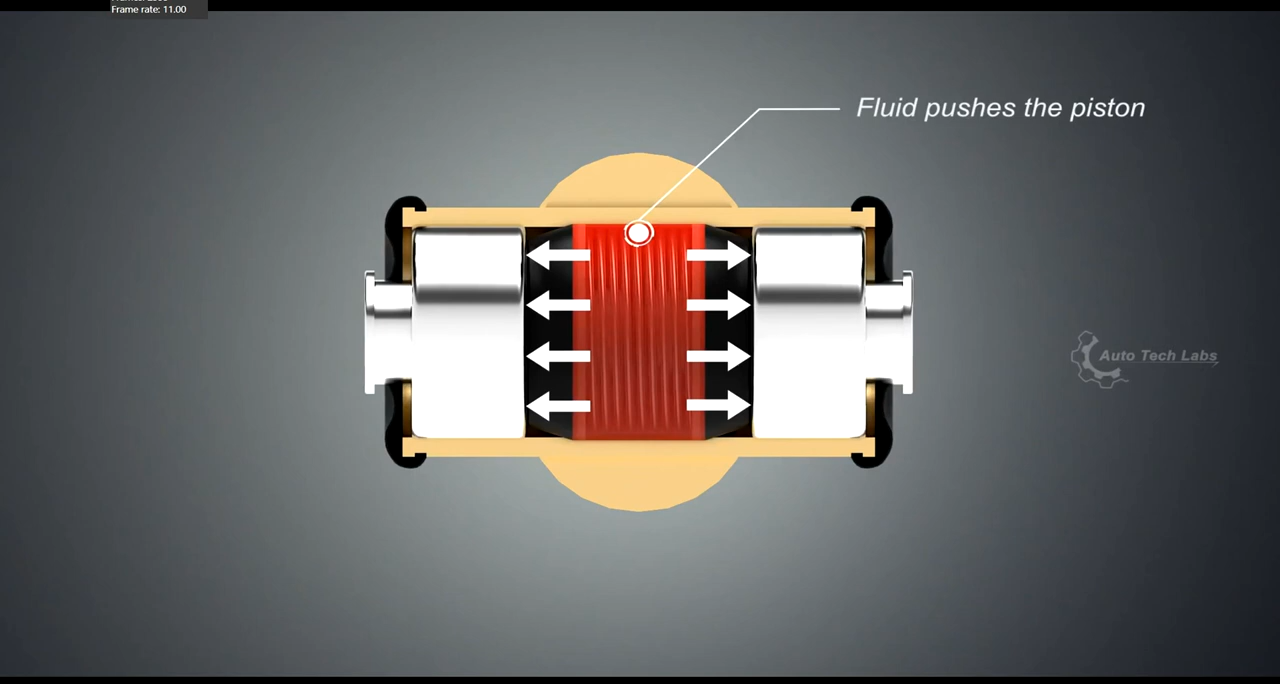 Frame rate: 11.00
Fluid pushes the piston
Auto Tech Labs